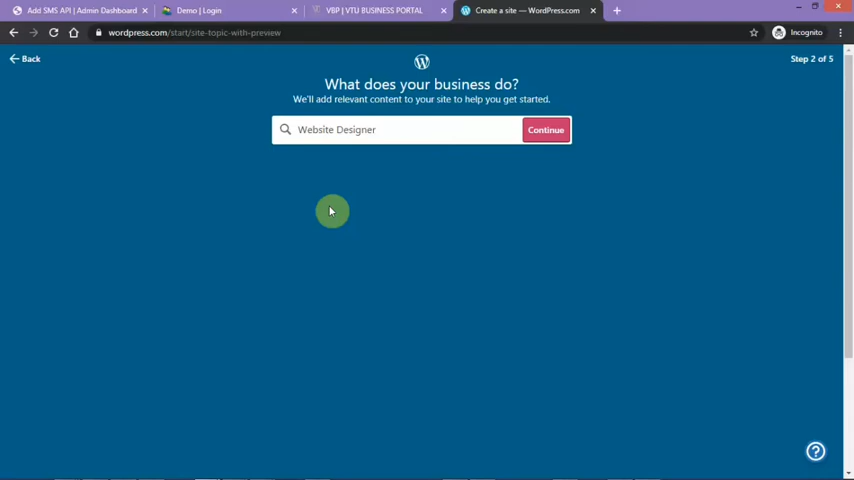 Add SMS API | Admin Dashboard
Demo | Login
VBP | VTU BUSINESS PORTAL
Create a site — WordPress.com
wordpress.com/start/site-topic-with-preview
Incognito
Back
Step 2 of 5
What does your business do?
We'll add relevant content to your site to help you get started.
Website Designer
Continue